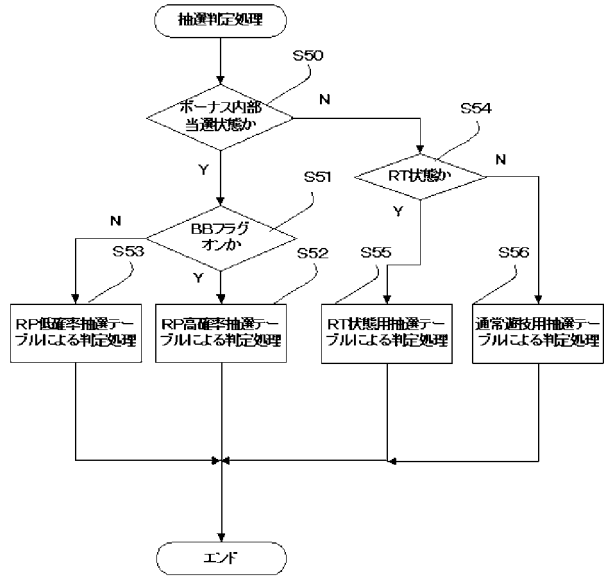 抽選判定処理
S50
ボーナス内部
当選状態か
N
S54
Y
RT状態か
N
S51
Y
N
BBフラグ
オンか
S53
Y
S52
S55
S56
RP低確率抽選テー
ブルによる判定処理
RP高確率抽選テー
ブルによる判定処理
RT状態用抽選テー
ブルによる判定処理
通常遊技用抽選テー
ブルによる判定処理
エンド